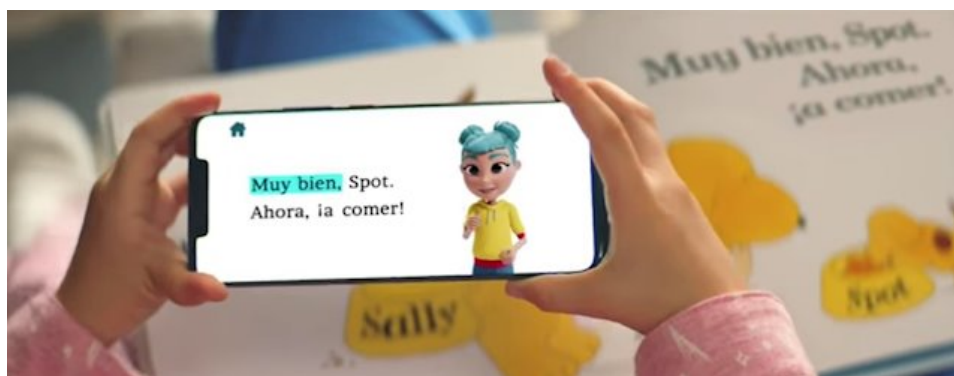 Muy bien, Spot.
Ahora, ¡a comer!
Muy bien, Spot.
Ahora,
¡a comer!
Sally
Spot